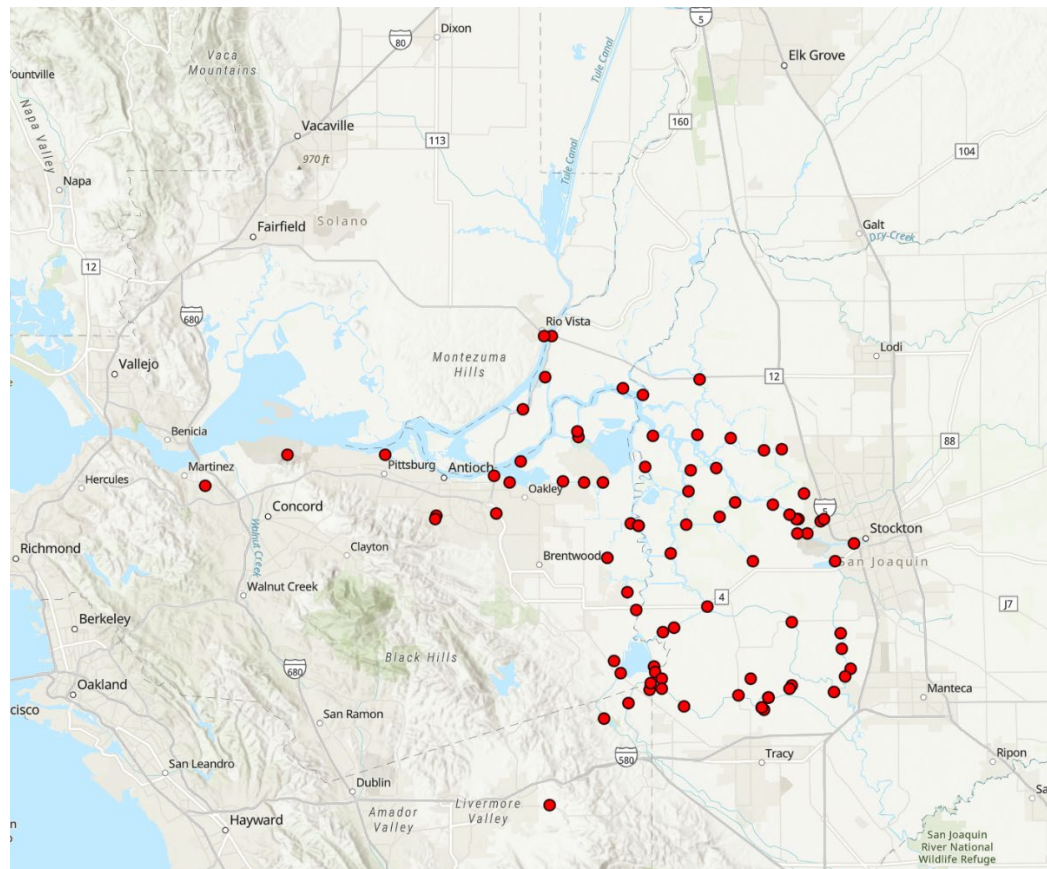 Dixon
5
80
Vaca
Mountains
Elk Grove
Tule Canal
Napa Valley
Vacaville
160
113
970 ft
104
Tule Canal
Napa
Solano
Fairfield
Galt
Dry Creek
12
680
Rio Vista
Montezuma
Hills
Lodi
Vallejo
12
Benicia
88
Martinez
Pittsburg
Antioch
Hercules
Oakley
Concord
5
Stockton
Richmond
Clayton
Brentwood
San Joaquin
Walnut Creek
Walnut Creek
4
J7
Berkeley
Black Hills
680
Oakland
Manteca
San Ramon
Tracy
580
Ripon
San Leandro
Dublin
Amador
Valley
Livermore
Valley
Hayward
San Joaquin
River National
Wildlife Refuge